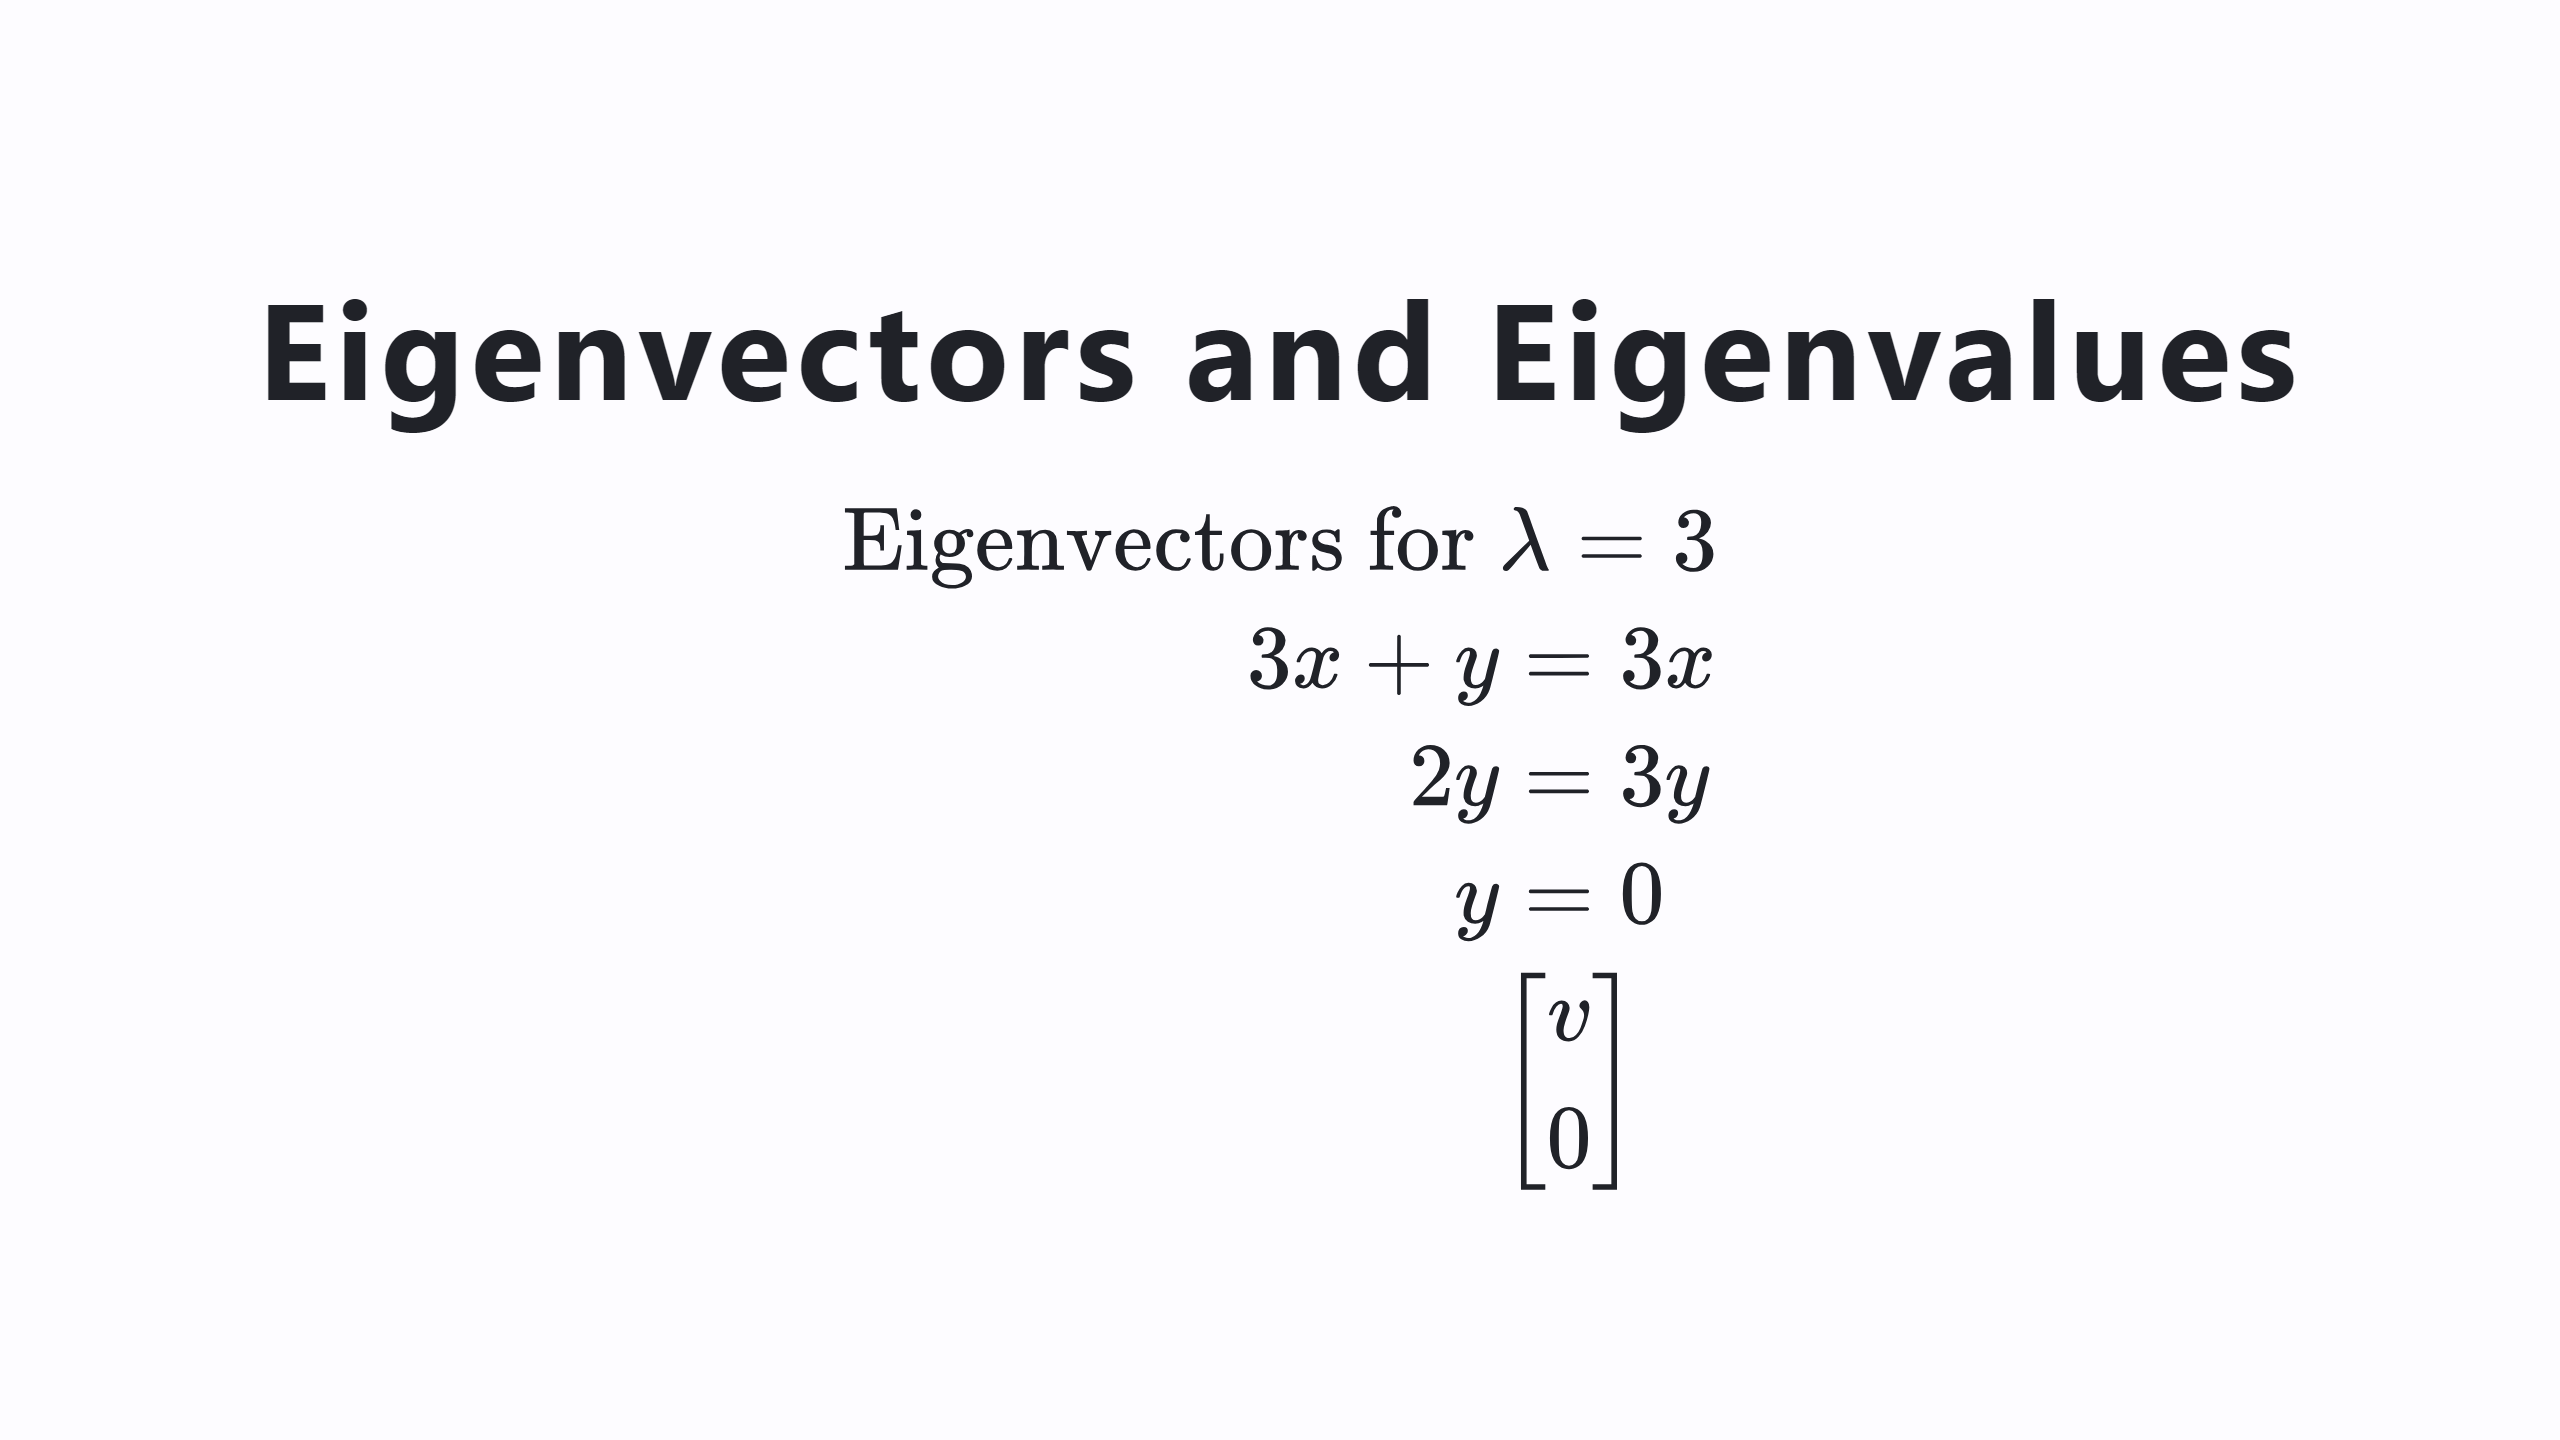 Eigenvectors and Eigenvalues
Eigenvectors for λ = 3
3x + y = 3x
2y = 3y
y = 0
[v
0]